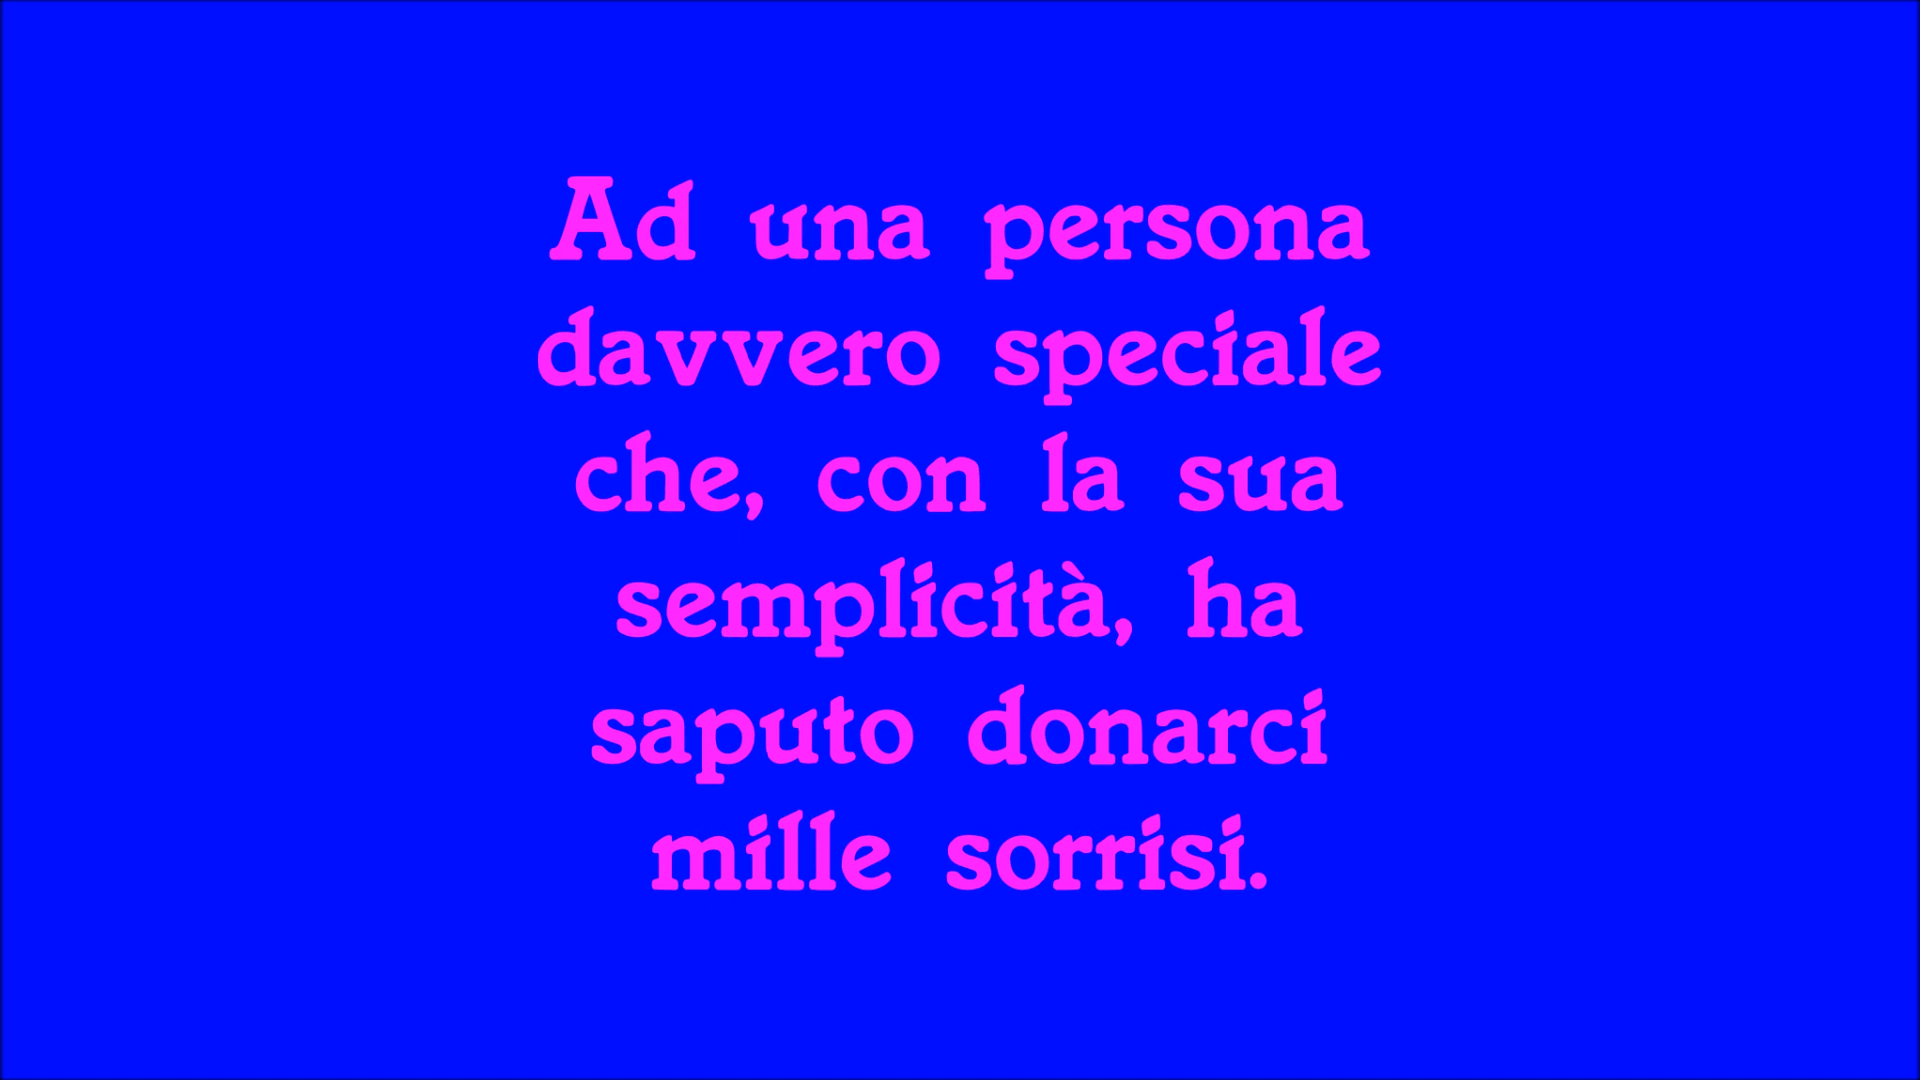 Ad una persona
davvero speciale
che, con la sua
semplicità, ha
saputo donarci
mille sorrisi.